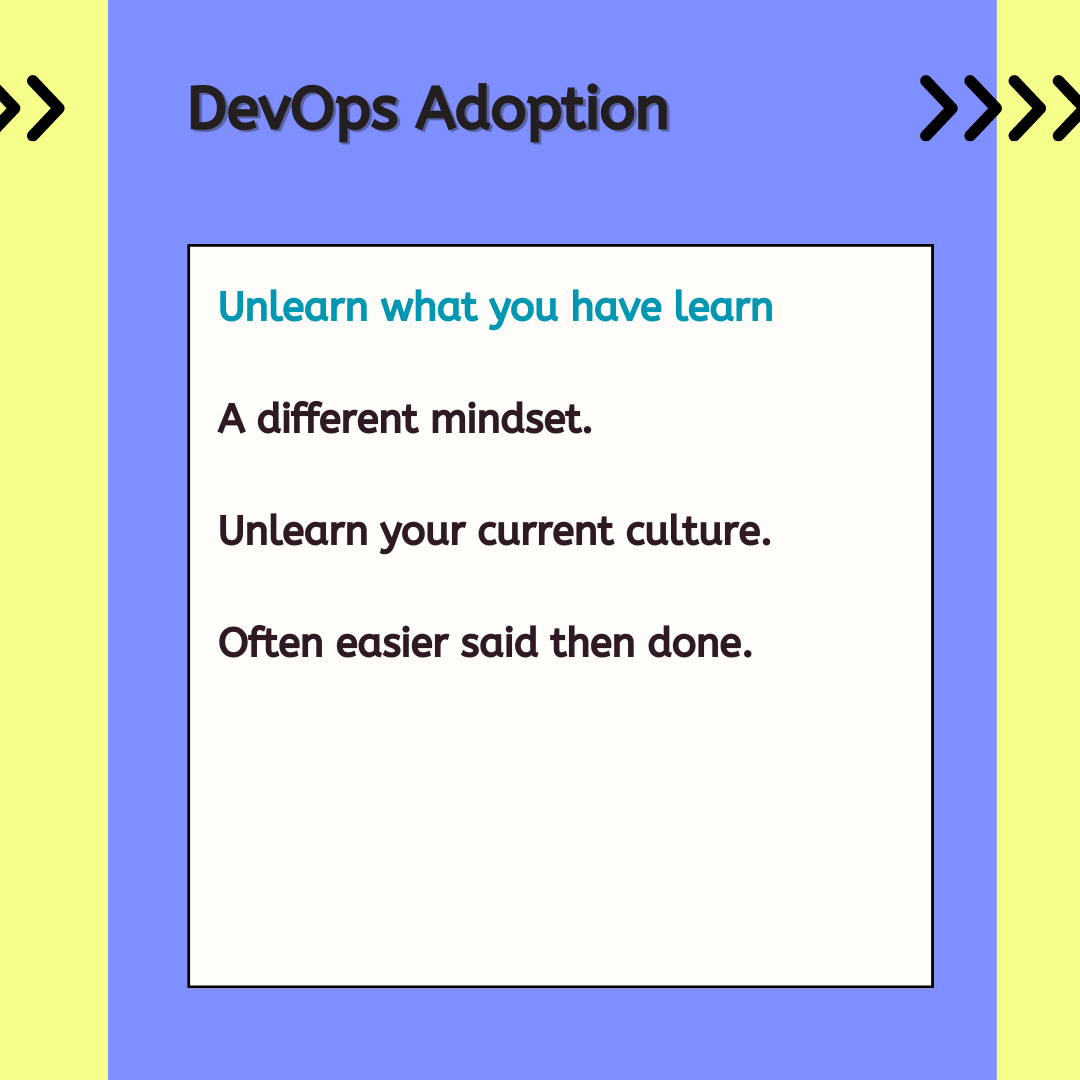 DevOps Adoption
Unlearn what you have learn
A different mindset.
Unlearn your current culture.
Often easier said then done.